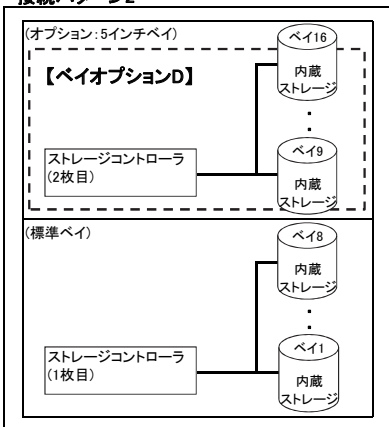 接続パターン2
(オプション:5インチベイ)
【ベイオプションD】
ベイ16
内蔵
ストレージ
・
・
ベイ9
内蔵
ストレージ
ストレージコントローラ
(2枚目)
(標準ベイ)
ベイ8
内蔵
ストレージ
・
・
ベイ1
内蔵
ストレージ
ストレージコントローラ
(1枚目)